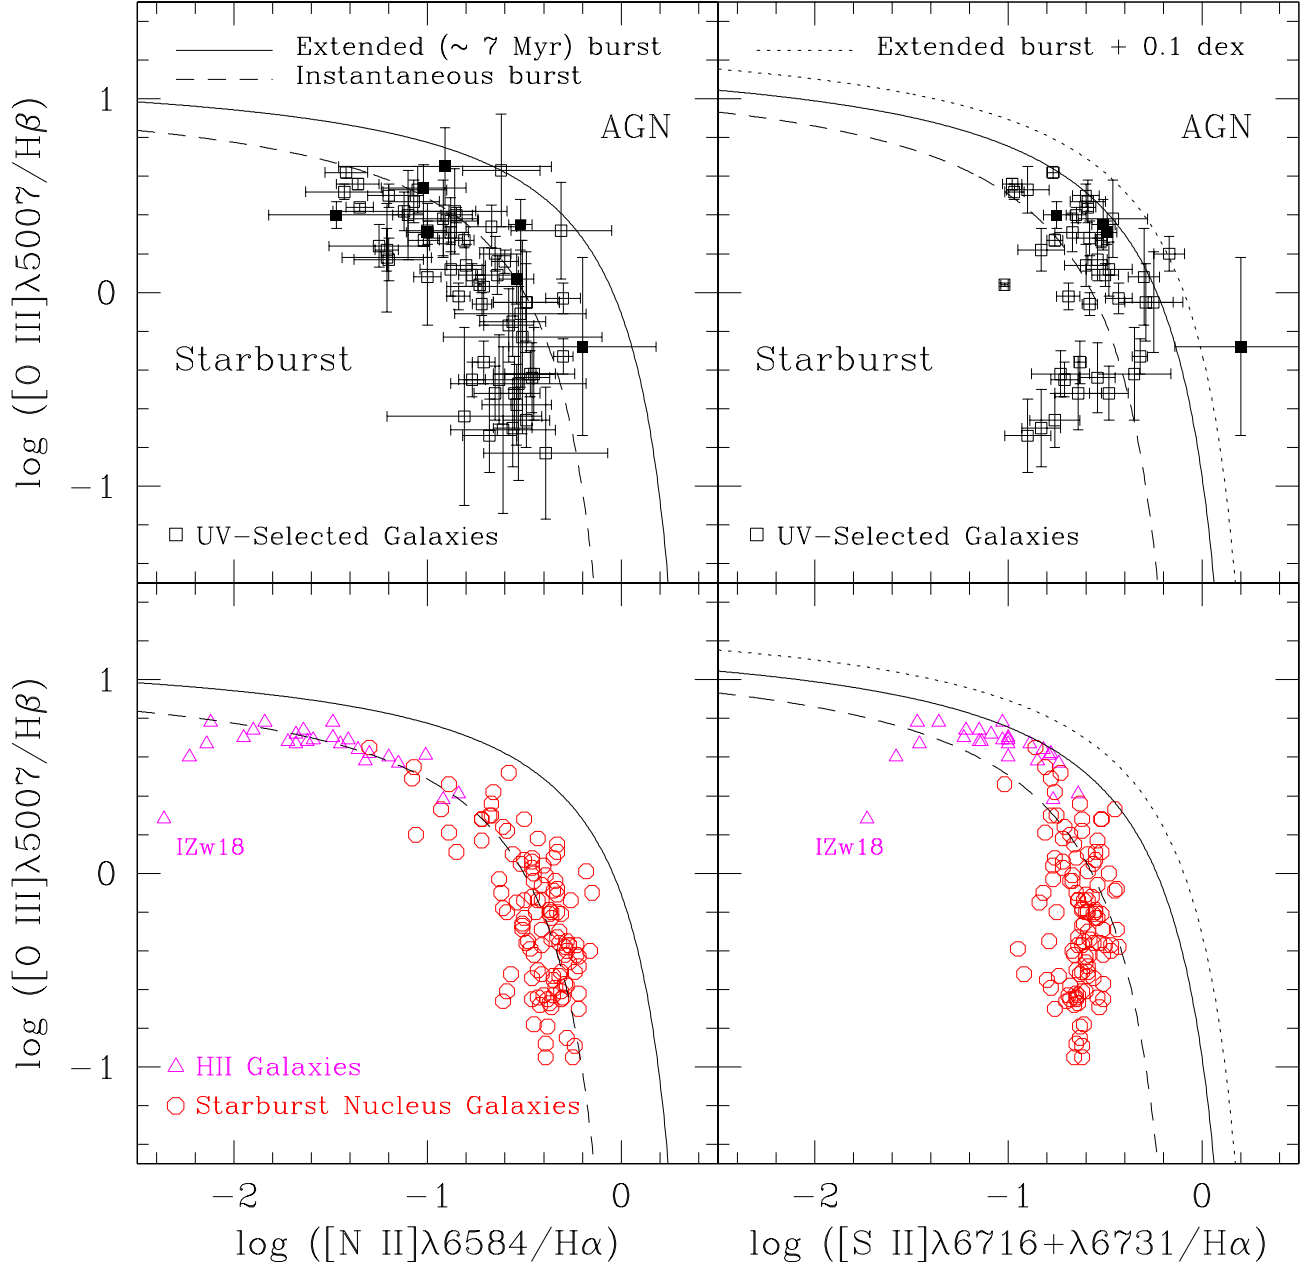 Extended (~ 7 Myr) burst
Instantaneous burst
AGN
Starburst
UV-Selected Galaxies
1
0
-1
log ([O III]λ5007/Hβ)
Extended burst + 0.1 dex
AGN
Starburst
UV-Selected Galaxies
IZw18
HII Galaxies
Starburst Nucleus Galaxies
1
0
-1
log ([O III]λ5007/Hβ)
IZw18
-2 -1 0
log ([N II]λ6584/Hα)
-2 -1 0
log ([S II]λ6716+λ6731/Hα)